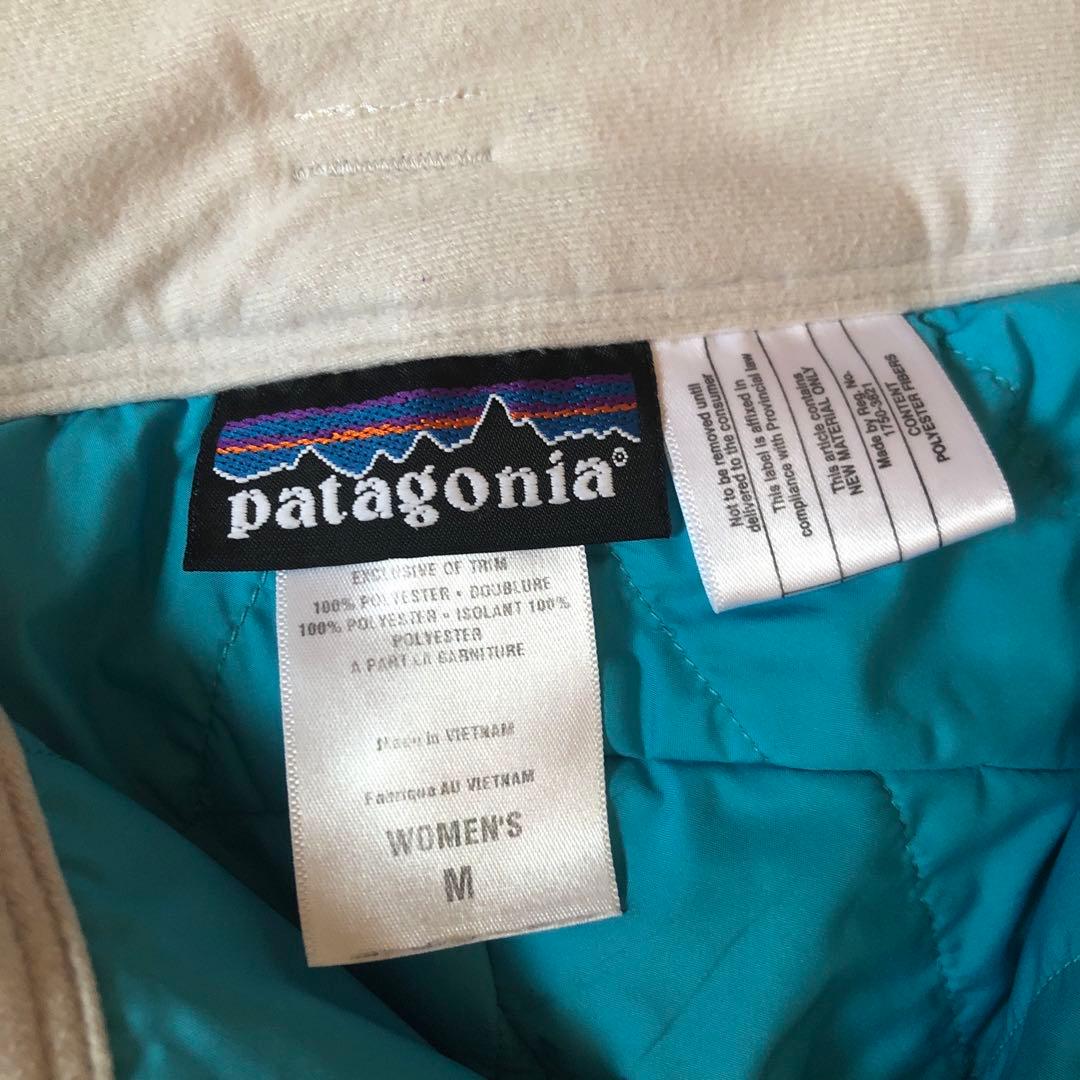 patagonia®
EXCLUSIVE OF TRIM
100% POLYESTER • DOUBLURE
100% POLYESTER • ISOLANT 100%
POLYESTER
A PART LA GARNITURE
Made in VIETNAM
Fabrique AU VIETNAM
WOMEN'S
M
Not to be removed until
delivered to the consumer
This label is affixed in
compliance with Provincial law
This article contains
NEW MATERIAL ONLY
Made by Reg. No.
1750-3621
CONTENT
POLYESTER FIBERS